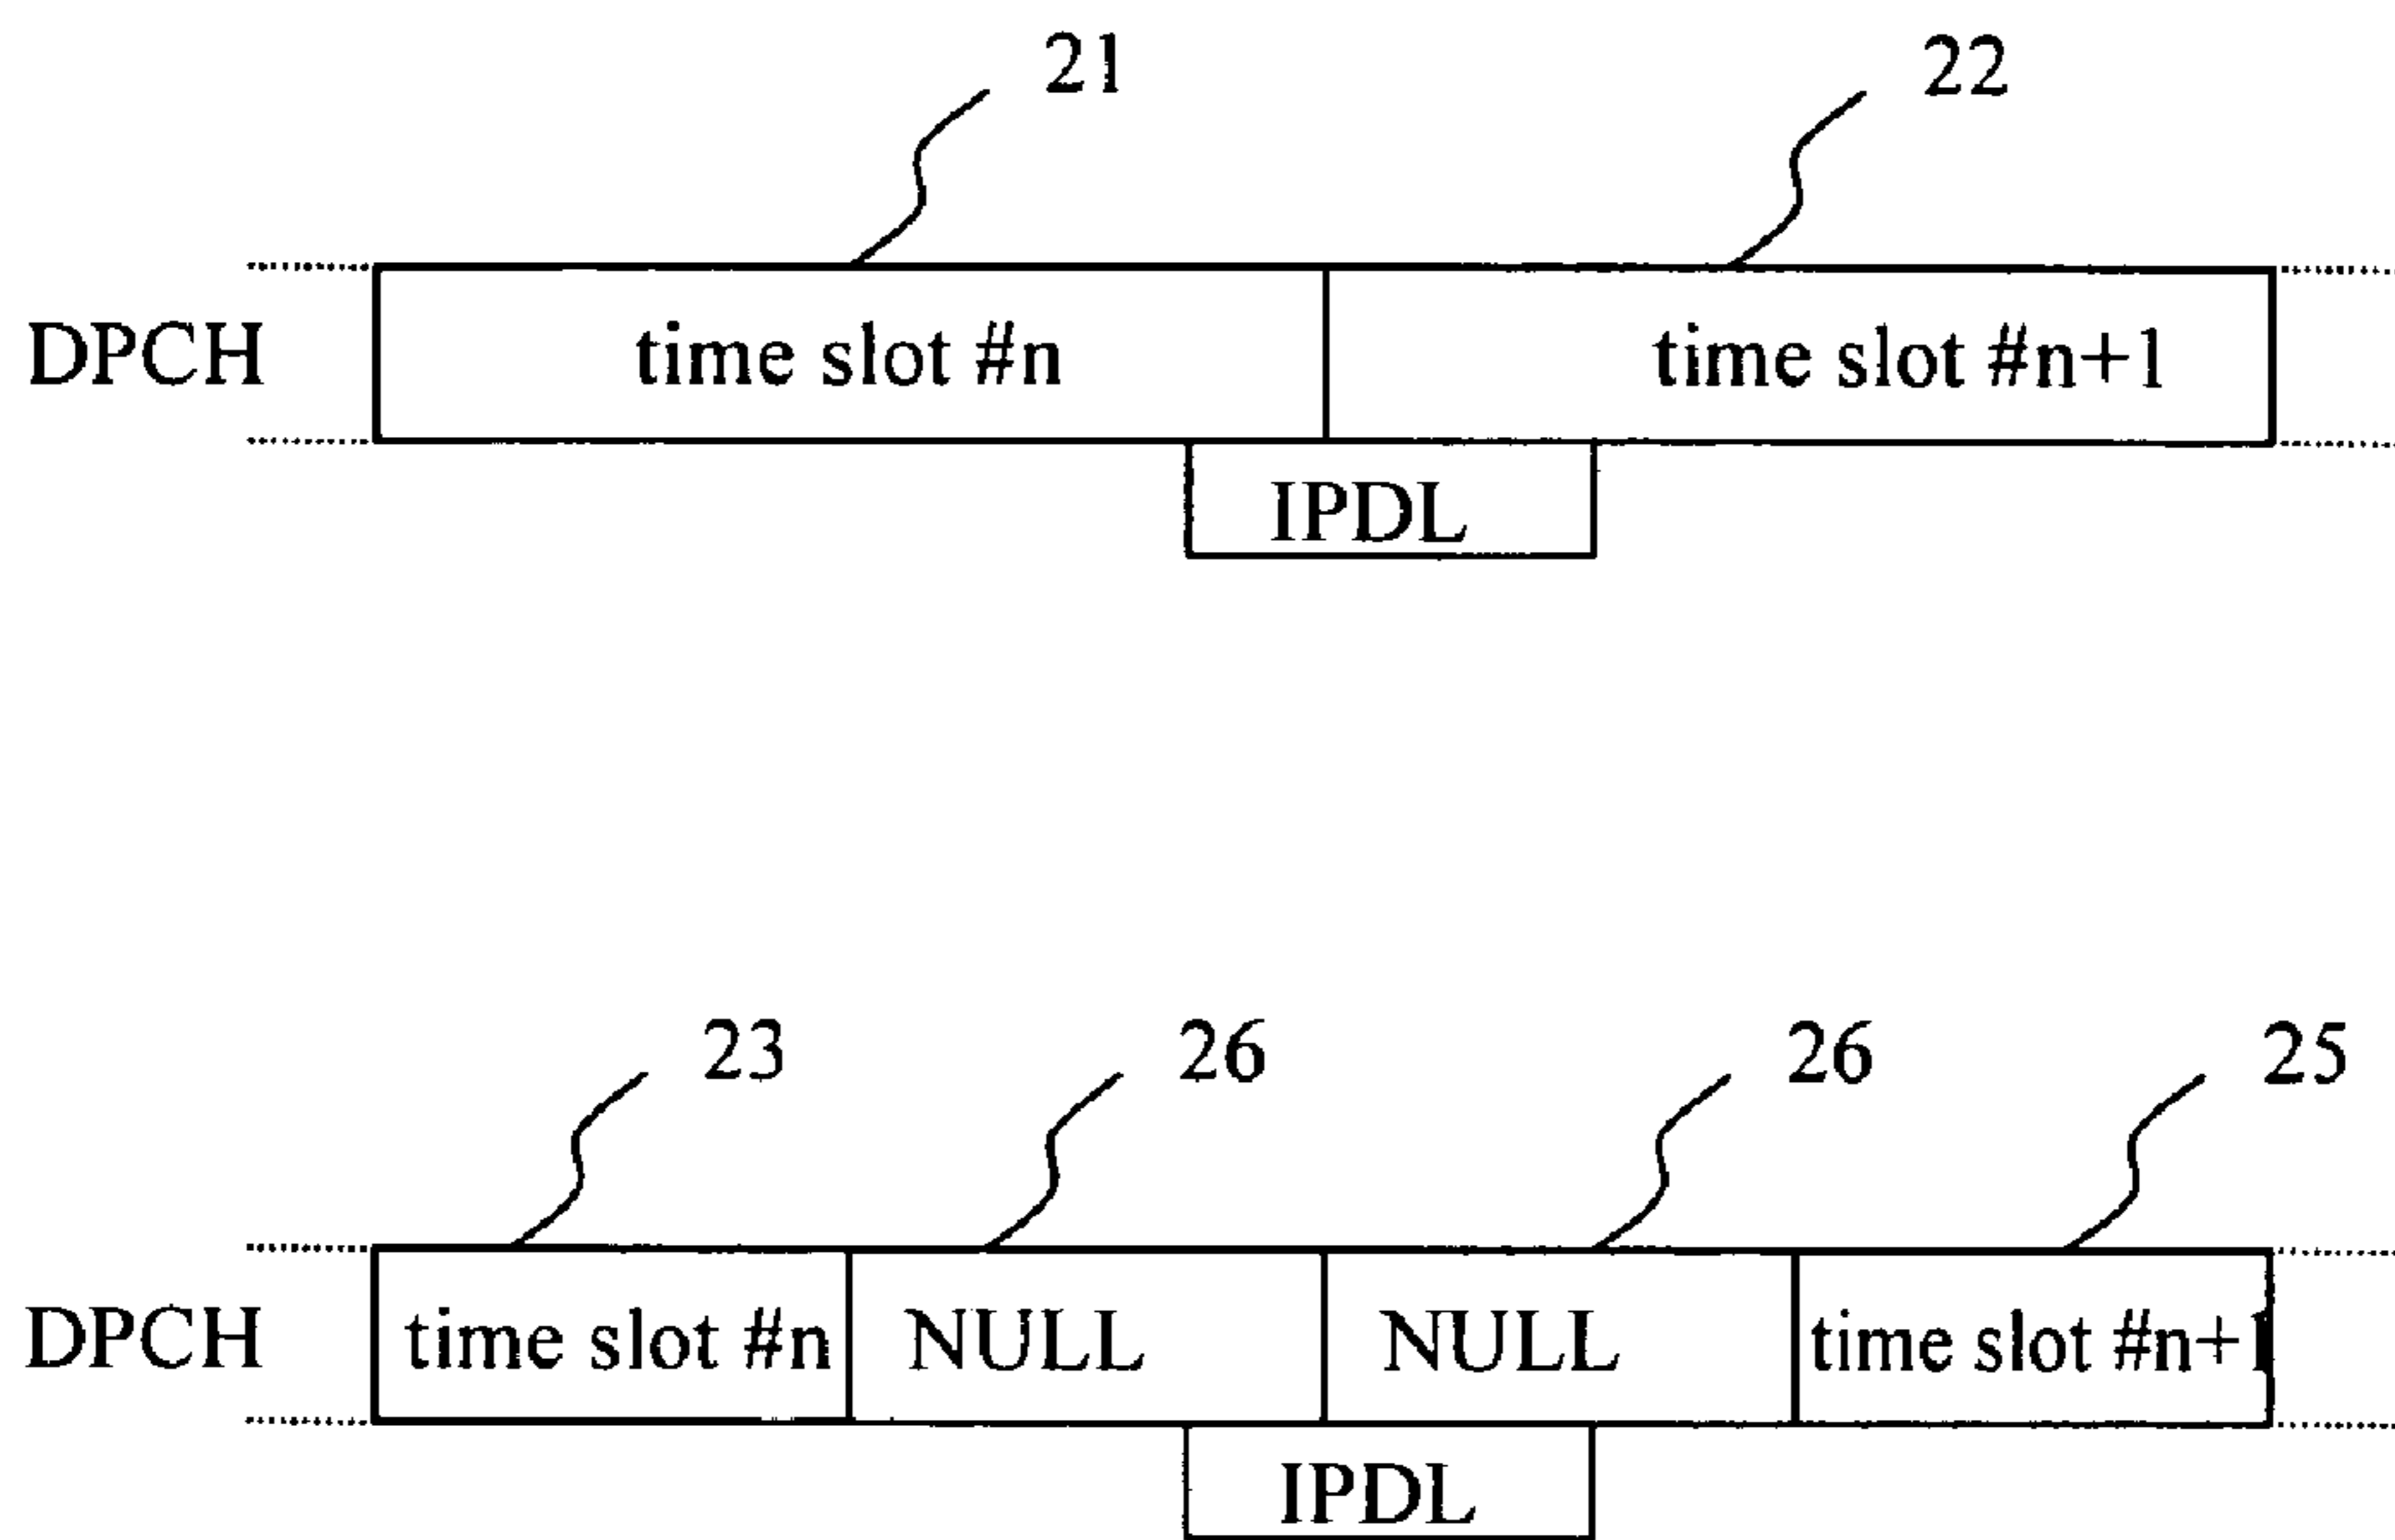 21 22
DPCH time slot #n time slot #n+1
IPDL
23 26 26 25
DPCH time slot #n NULL NULL time slot #n+1
IPDL